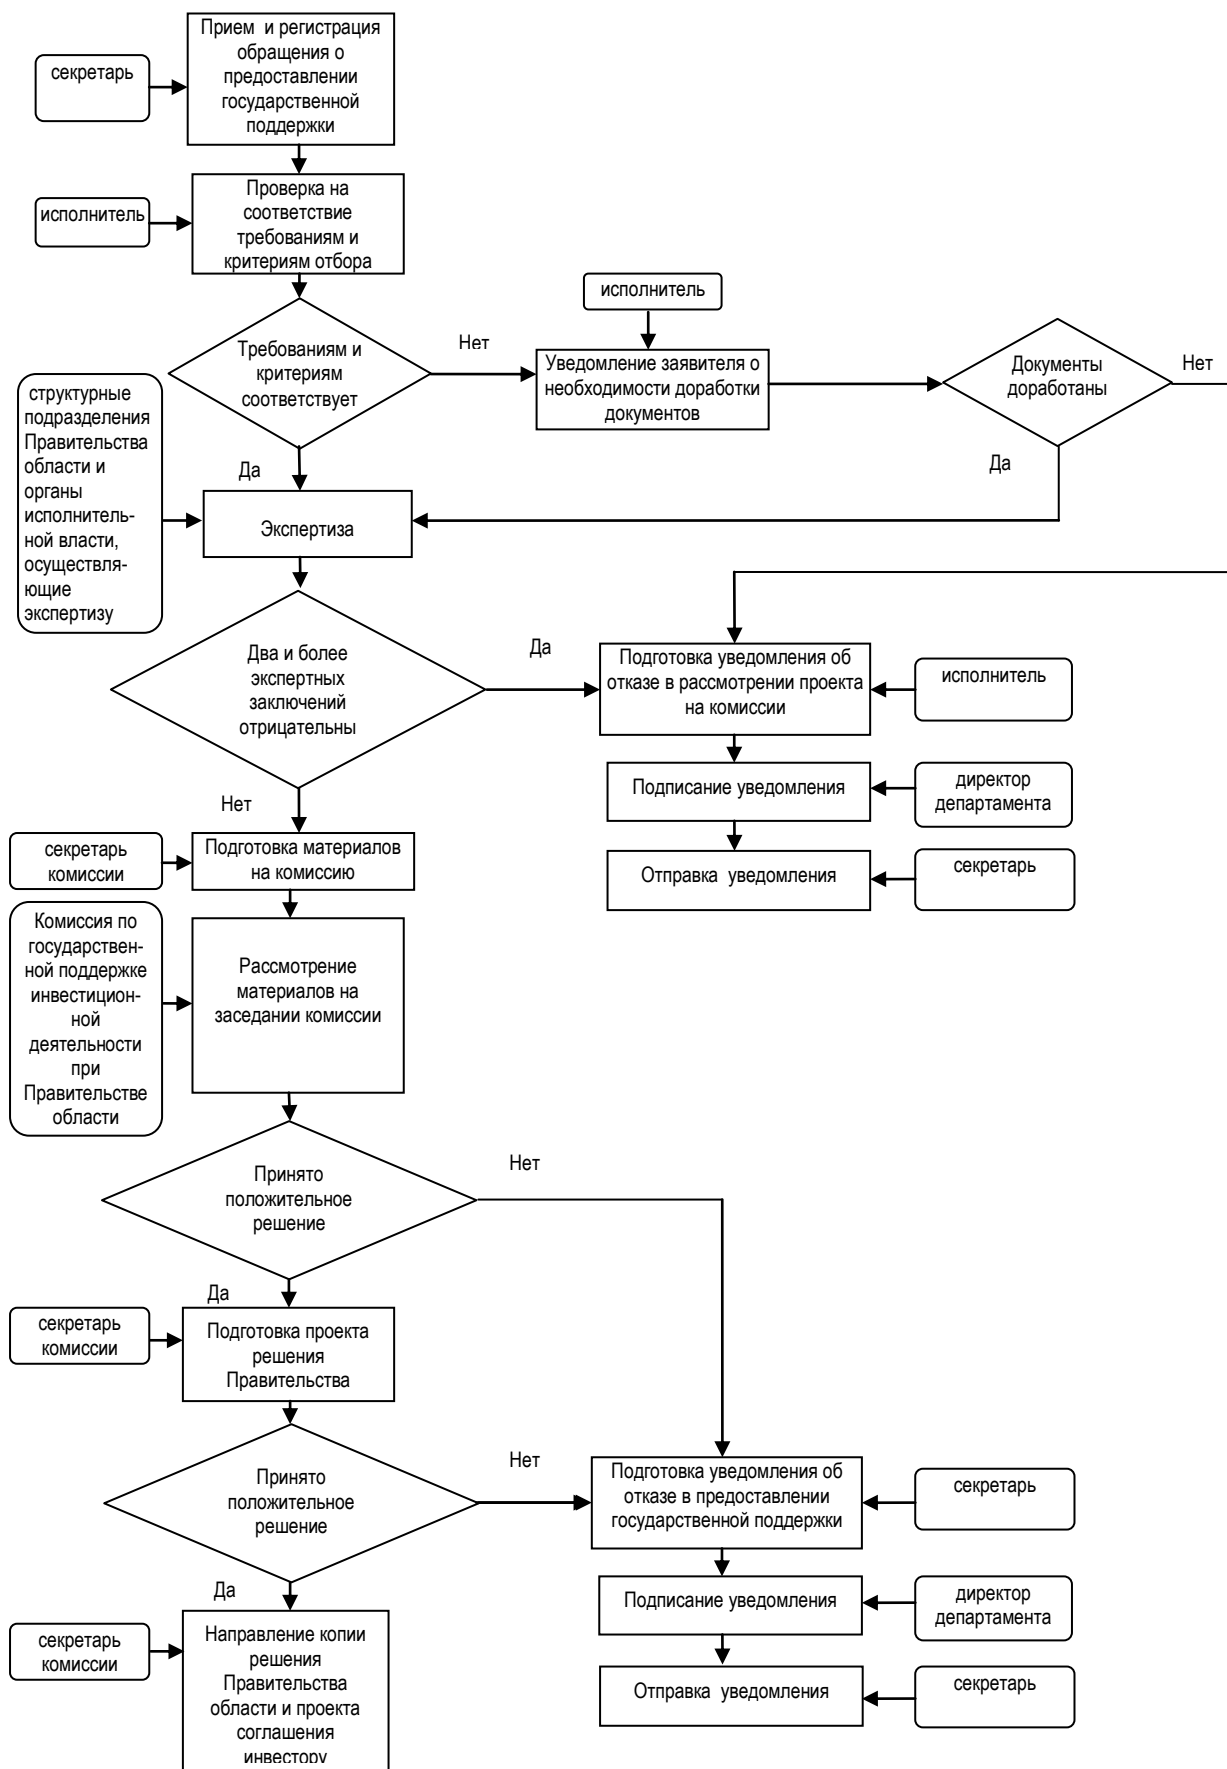 Прием и регистрация
обращения о
предоставлении
государственной
поддержки
секретарь
Проверка на
соответствие
требованиям и
критериям отбора
исполнитель
исполнитель
Требованиям и
критериям
соответствует
Нет
Уведомление заявителя о
необходимости доработки
документов
Документы
доработаны
Нет
структурные
подразделения
Правительства
области и
органы
исполнитель-
ной власти,
осуществля-
ющие
экспертизу
Да
Да
Экспертиза
Два и более
экспертных
заключений
отрицательны
Да
Подготовка уведомления об
отказе в рассмотрении проекта
на комиссии
исполнитель
Подписание уведомления
директор
департамента
Нет
секретарь
комиссии
Подготовка материалов
на комиссию
Отправка уведомления
секретарь
Комиссия по
государствен-
ной поддержке
инвестицион-
ной
деятельности
при
Правительстве
области
Рассмотрение
материалов на
заседании комиссии
Принято
положительное
решение
Нет
Да
секретарь
комиссии
Подготовка проекта
решения
Правительства
Принято
положительное
решение
Нет
Подготовка уведомления об
отказе в предоставлении
государственной поддержки
секретарь
Да
Подписание уведомления
директор
департамента
секретарь
комиссии
Направление копии
решения
Правительства
области и проекта
соглашения
инвестору
Отправка уведомления
секретарь